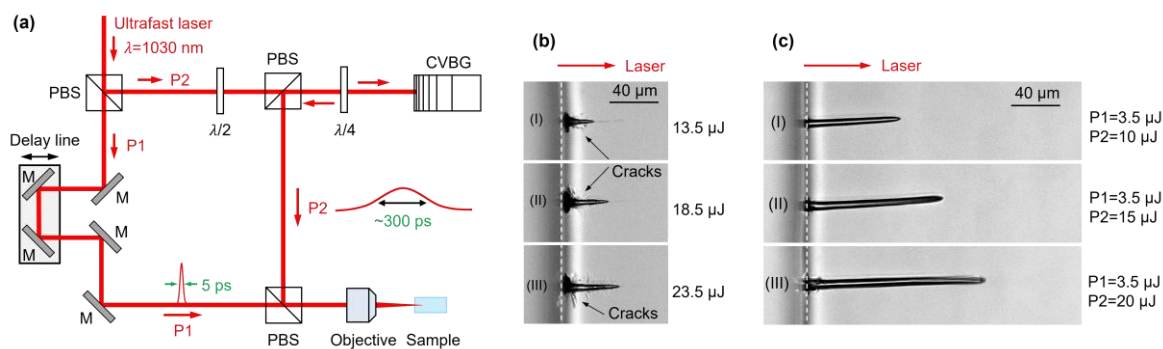 (a)
Ultrafast laser
λ=1030 nm
PBS
P2
PBS
CVBG
λ/2
λ/4
Delay line
P1
M
M
M
M
M
5 ps
P1
P2
~300 ps
PBS
Objective
Sample
(b)
Laser
40 μm
(I)
13.5 μJ
Cracks
(II)
18.5 μJ
(III)
23.5 μJ
Cracks
(c)
Laser
40 μm
(I)
P1=3.5 μJ
P2=10 μJ
(II)
P1=3.5 μJ
P2=15 μJ
(III)
P1=3.5 μJ
P2=20 μJ